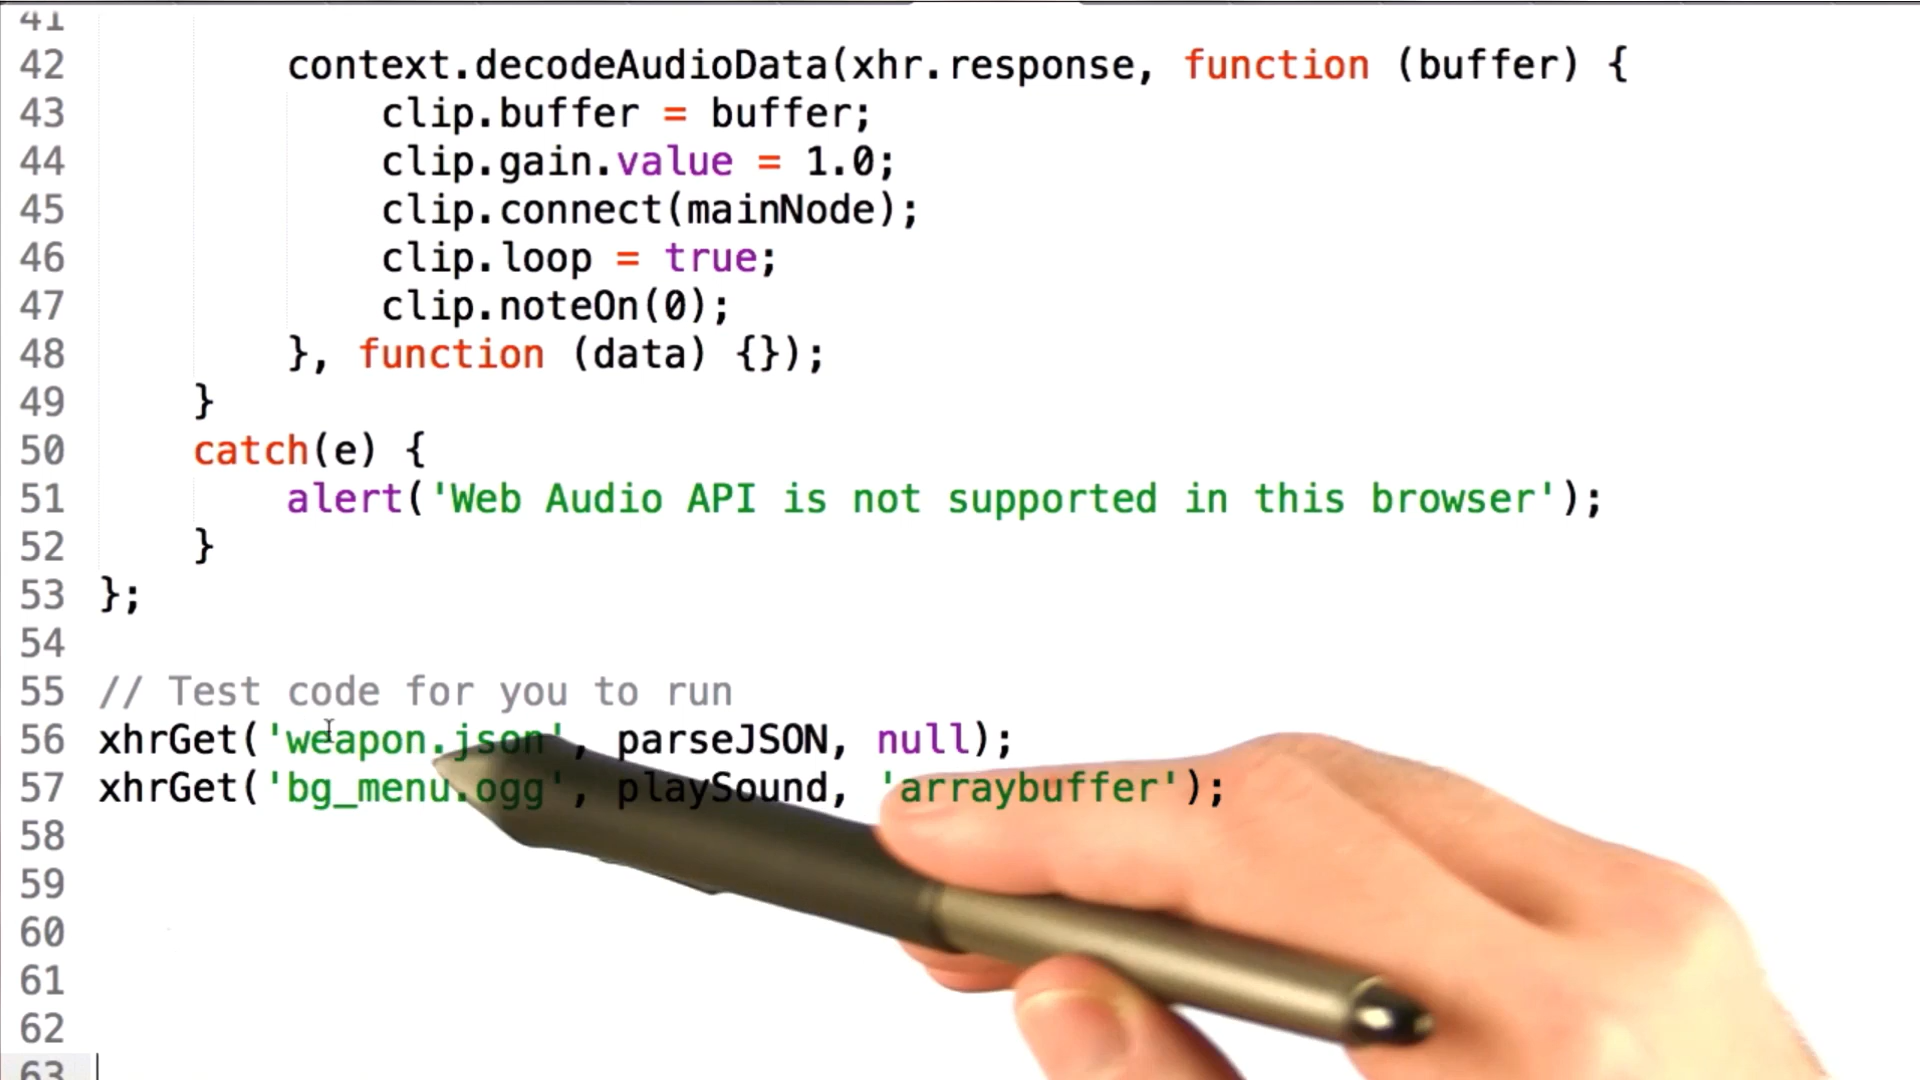 41
42 context.decodeAudioData(xhr.response, function (buffer) {
43 clip.buffer = buffer;
44 clip.gain.value = 1.0;
45 clip.connect(mainNode);
46 clip.loop = true;
47 clip.noteOn(0);
48 }, function (data) {});
49 }
50 catch(e) {
51 alert('Web Audio API is not supported in this browser');
52 }
53 };
54
55 // Test code for you to run
56 xhrGet('weapon.json', parseJSON, null);
57 xhrGet('bg_menu.ogg', playSound, 'arraybuffer');
58
59
60
61
62
63